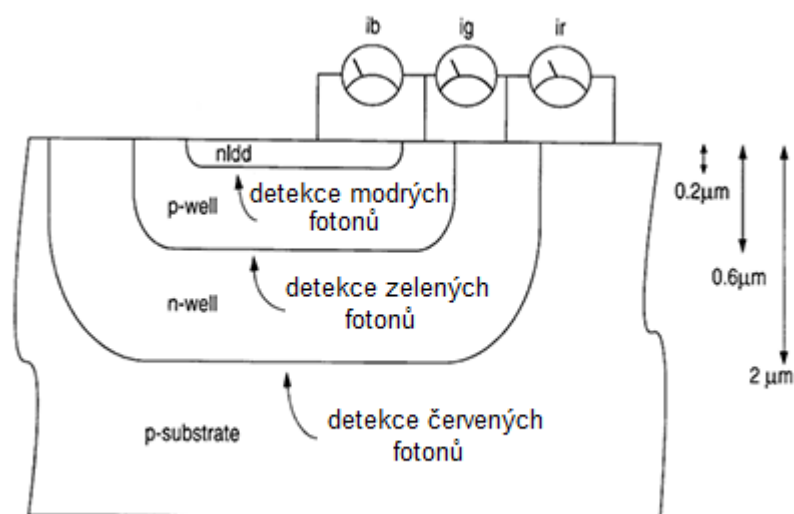 ib
ig
ir
nldd
detekce modrých
fotonů
p-well
0.2µm
0.6µm
detekce zelených
fotonů
n-well
2 µm
detekce červených
fotonů
p-substrate